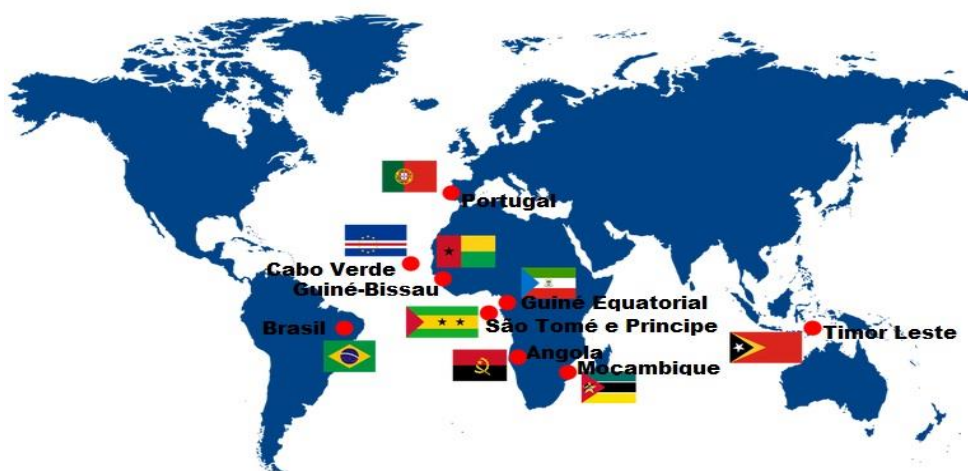 Portugal
Cabo Verde
Guiné-Bissau
Guiné Equatorial
São Tomé e Principe
Brasil
Timor Leste
Angola
Moçambique